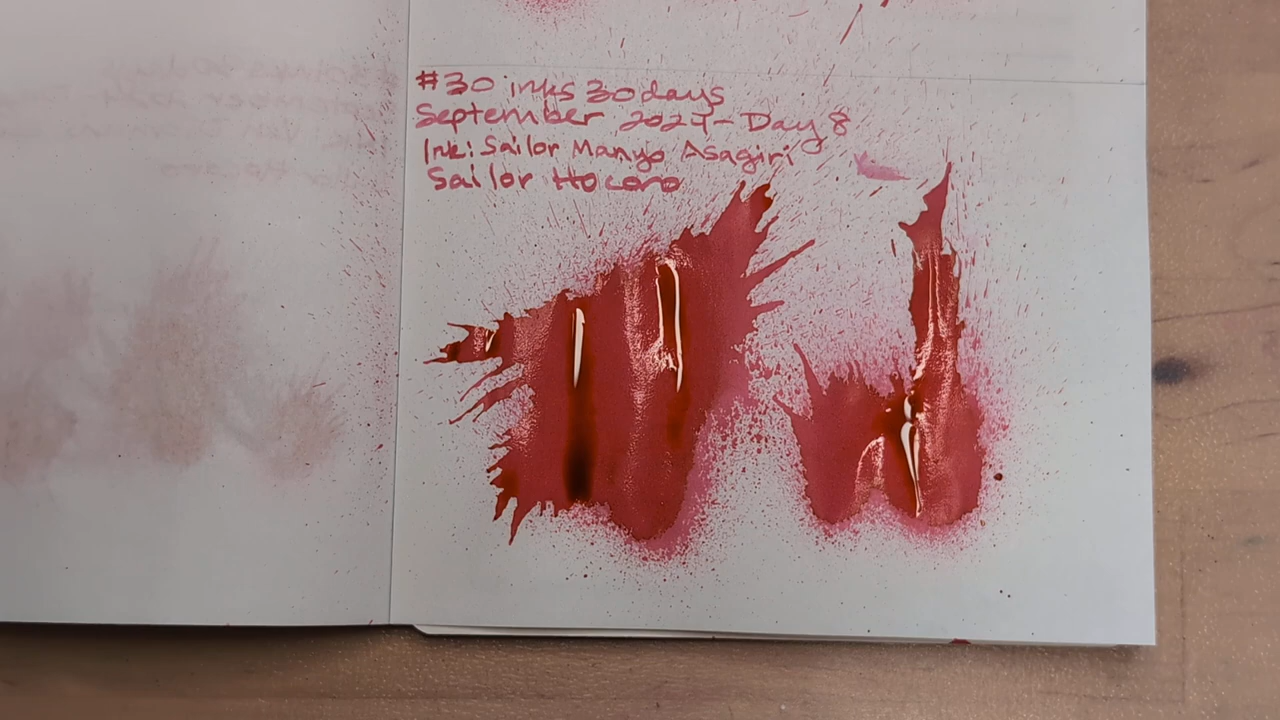 #30 inks 30 days
September 2024 - Day 8
Ink: Sailor Manyo Asagiri
Sailor Hocoro